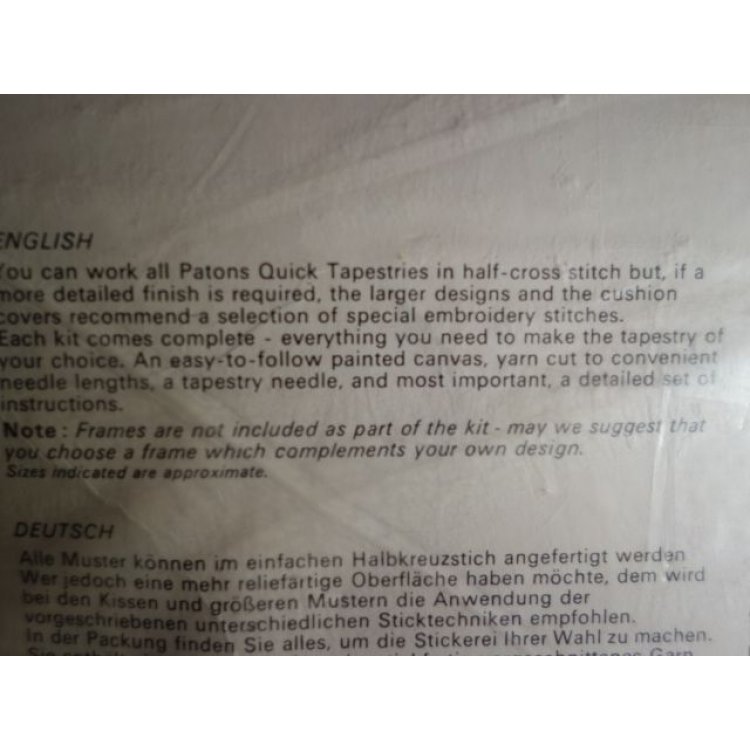 ENGLISH
You can work all Patons Quick Tapestries in half-cross stitch but, if a
more detailed finish is required, the larger designs and the cushion
covers recommend a selection of special embroidery stitches.
Each kit comes complete - everything you need to make the tapestry of
your choice. An easy-to-follow painted canvas, yarn cut to convenient
needle lengths, a tapestry needle, and most important, a detailed set of
instructions.
Note : Frames are not included as part of the kit - may we suggest that
you choose a frame which complements your own design.
Sizes indicated are approximate.
DEUTSCH
Alle Muster können im einfachen Halbkreuzstich angefertigt werden
Wer jedoch eine mehr reliefartige Oberfläche haben möchte, dem wird
bei den Kissen und größeren Mustern die Anwendung der
vorgeschriebenen unterschiedlichen Sticktechniken empfohlen.
In der Packung finden Sie alles, um die Stickerei Ihrer Wahl zu machen.